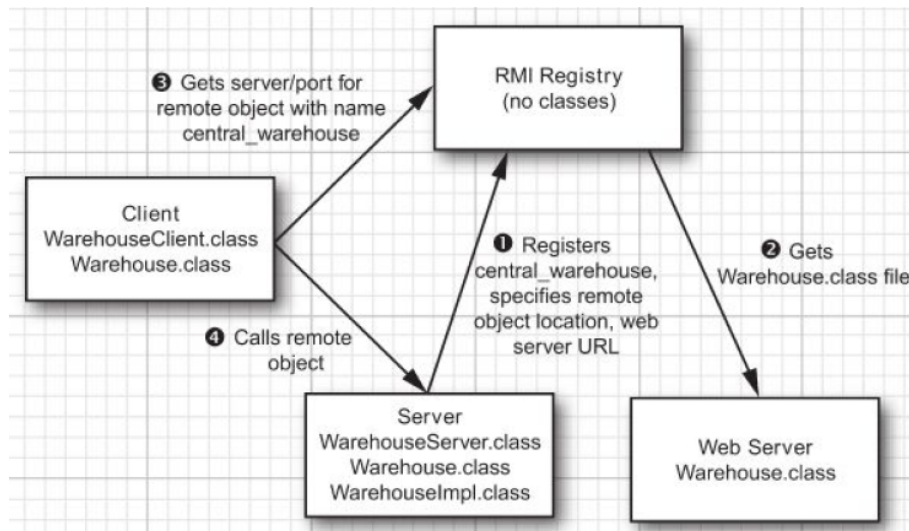 RMI Registry
(no classes)
❸ Gets server/port for
remote object with name
central_warehouse
Client
WarehouseClient.class
Warehouse.class
❶ Registers
central_warehouse,
specifies remote
object location, web
server URL
❷ Gets
Warehouse.class file
❹ Calls remote
object
Server
WarehouseServer.class
Warehouse.class
WarehouseImpl.class
Web Server
Warehouse.class